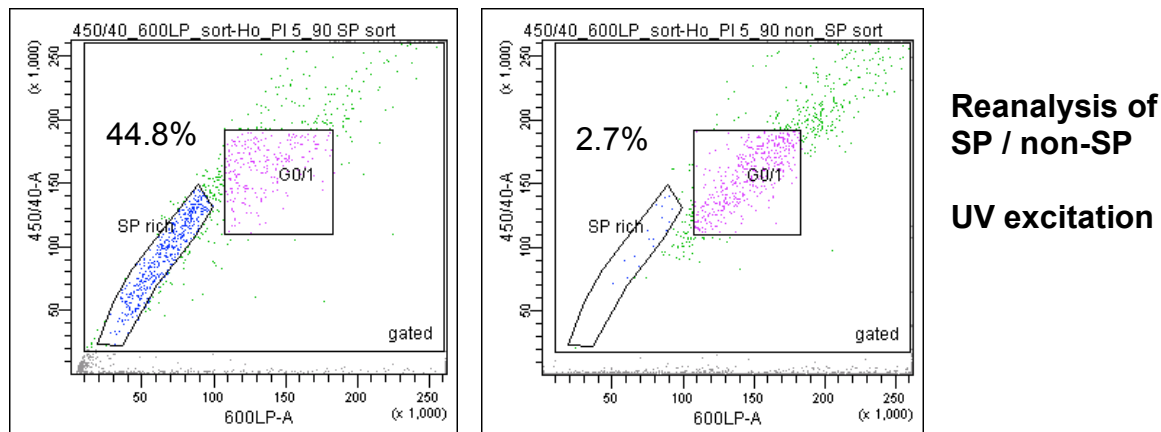 450/40_600LP_sort-Ho_PI 5_90 SP sort
(x 1,000)
250
200
150
100
50
450/40-A
44.8%
G0/1
SP rich
gated
50 100 150 200 250
600LP-A
(x 1,000)
450/40_600LP_sort-Ho_PI 5_90 non_SP sort
(x 1,000)
250
200
150
100
50
450/40-A
2.7%
G0/1
SP rich
gated
50 100 150 200 250
600LP-A
(x 1,000)
Reanalysis of
SP / non-SP
UV excitation